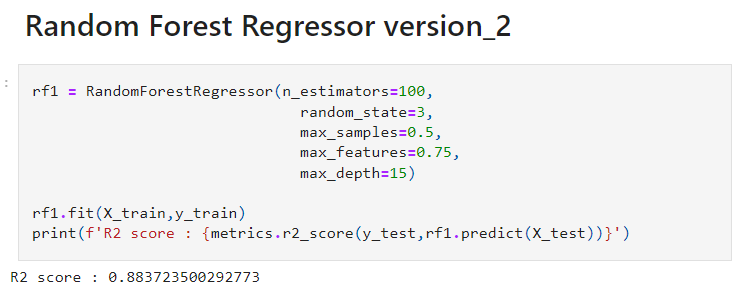 Random Forest Regressor version_2
:
rf1 = RandomForestRegressor(n_estimators=100,
random_state=3,
max_samples=0.5,
max_features=0.75,
max_depth=15)
rf1.fit(X_train,y_train)
print(f'R2 score : {metrics.r2_score(y_test,rf1.predict(X_test))}')
R2 score : 0.883723500292773